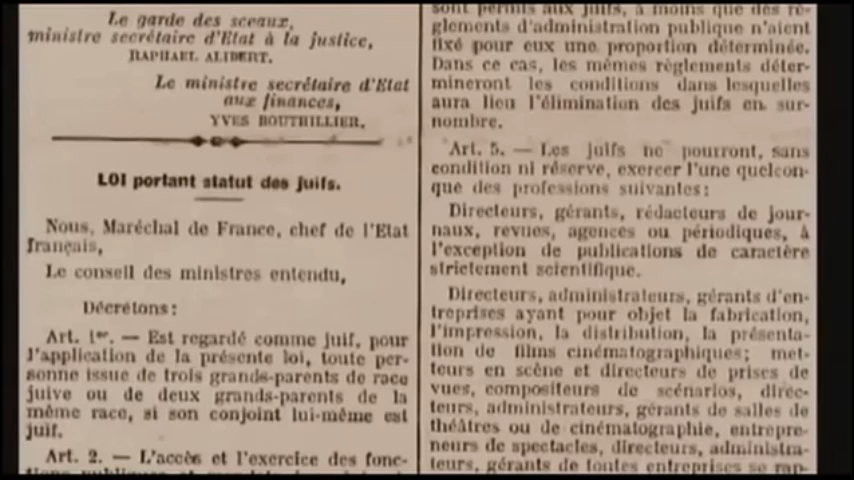 Le garde des sceaux,
ministre secrétaire d'Etat à la justice,
RAPHAEL ALIBERT.
Le ministre secrétaire d'Etat
aux finances,
YVES BOUTHILLIER.
LOI portant statut des juifs.
Nous, Maréchal de France, chef de l'Etat
français,
Le conseil des ministres entendu,
Décrétons:
Art. 1er. — Est regardé comme juif, pour
l'application de la présente loi, toute per-
sonne issue de trois grands-parents de race
juive ou de deux grands-parents de la
même race, si son conjoint lui-même est
juif.
Art. 2. — L'accès et l'exercice des fonc-
tions publiques et
sont permis aux juifs, à moins que des rè-
glements d'administration publique n'aient
fixé pour eux une proportion déterminée.
Dans ce cas, les mêmes règlements déter-
mineront les conditions dans lesquelles
aura lieu l'élimination des juifs en sur-
nombre.
Art. 5. — Les juifs ne pourront, sans
condition ni réserve, exercer l'une quelcon-
que des professions suivantes:
Directeurs, gérants, rédacteurs de jour-
naux, revues, agences ou périodiques, à
l'exception de publications de caractère
strictement scientifique.
Directeurs, administrateurs, gérants d'en-
treprises ayant pour objet la fabrication,
l'impression, la distribution, la présenta-
tion de films cinématographiques; met-
teurs en scène et directeurs de prises de
vues, compositeurs de scénarios, direc-
teurs, administrateurs, gérants de salles de
théâtres ou de cinématographie, entrepre-
neurs de spectacles, directeurs, administra-
teurs, gérants de toutes entreprises se rap-